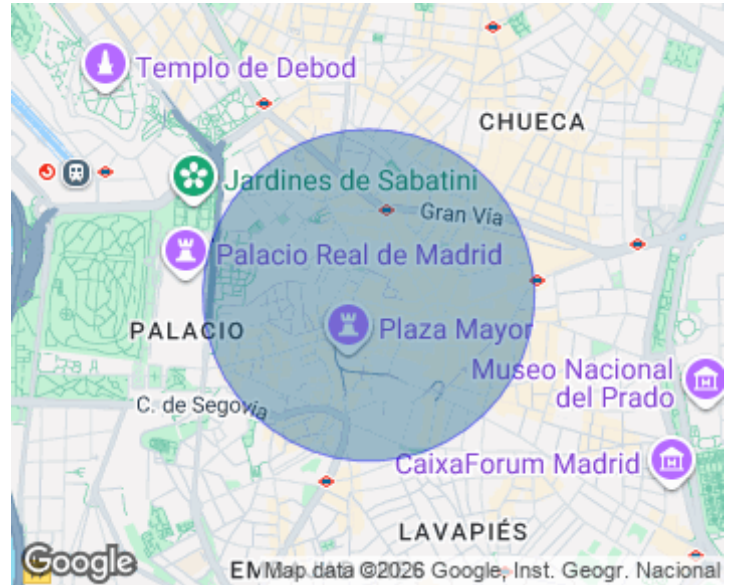 Templo de Debod
CHUECA
Jardines de Sabatini
Gran Vía
Palacio Real de Madrid
PALACIO
Plaza Mayor
Museo Nacional
del Prado
C. de Segovia
CaixaForum Madrid
LAVAPIÉS
Google
Map data ©2026 Google, Inst. Geogr. Nacional